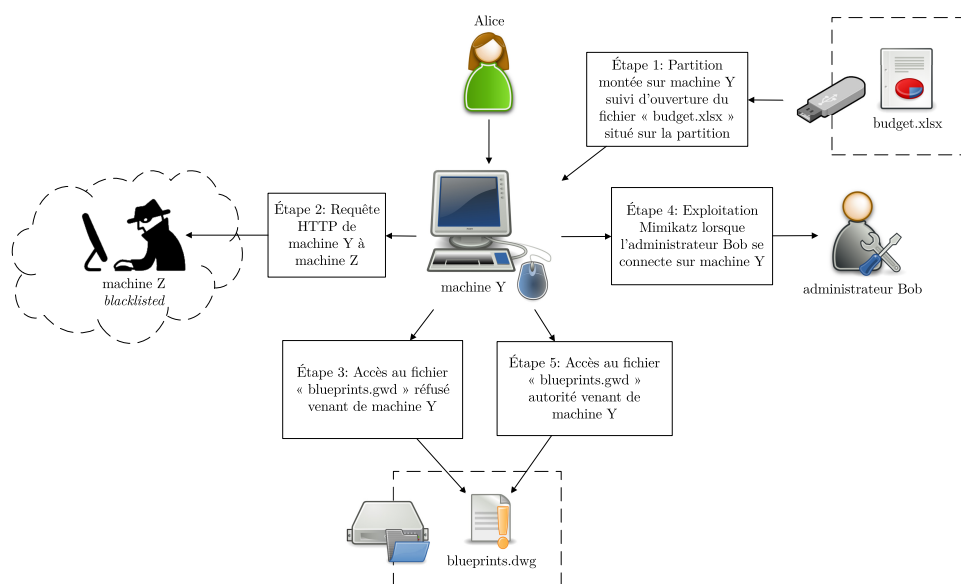 Alice
Étape 1: Partition
montée sur machine Y
suivi d'ouverture du
fichier « budget.xlsx »
situé sur la partition
budget.xlsx
Étape 2: Requête
HTTP de
machine Y à
machine Z
machine Z
blacklisted
machine Y
Étape 4: Exploitation
Mimikatz lorsque
l'administrateur Bob se
connecte sur machine Y
administrateur Bob
Étape 3: Accès au fichier
« blueprints.gwd » réfusé
venant de machine Y
Étape 5: Accès au fichier
« blueprints.gwd »
autorité venant de
machine Y
blueprints.dwg